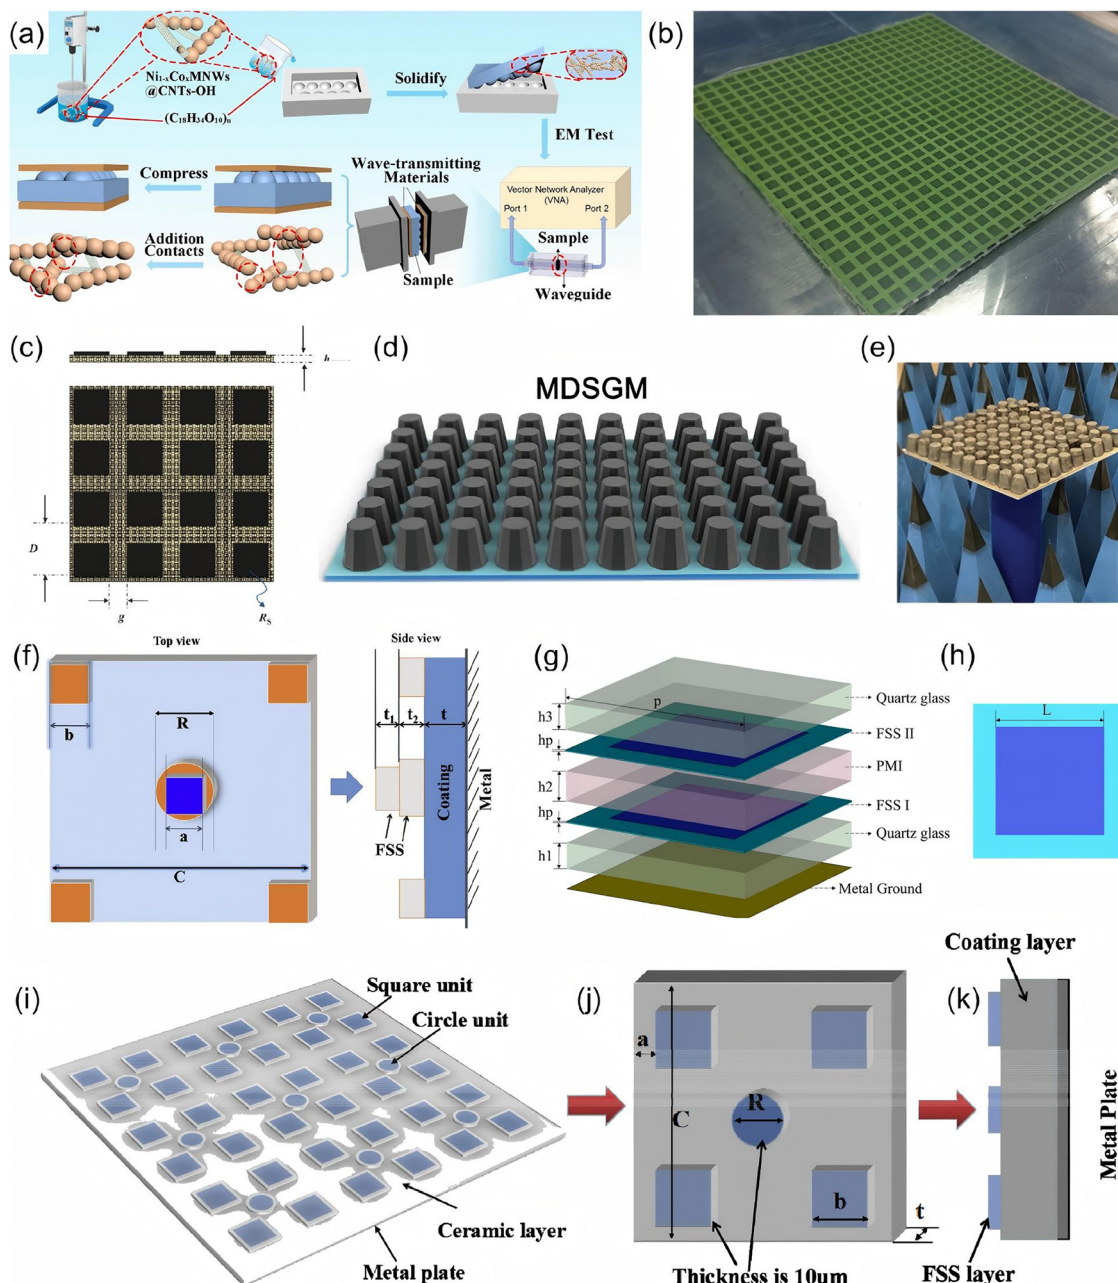 (a)
Ni₁₋ₓCoₓMNWs
@CNTs-OH
(C₁₈H₃₄O₁₀)ₙ
Solidify
EM Test
Compress
Wave-transmitting
Materials
Vector Network Analyzer
(VNA)
Port 1
Port 2
Addition
Contacts
Sample
Sample
Waveguide
(b)
(c)
h
D
g
R_S
(d)
MDSGM
(e)
(f)
Top view
b
R
a
C
Side view
t₁
t₂
t
Coating
Metal
FSS
(g)
p
h3
hp
h2
hp
h1
Quartz glass
FSS II
PMI
FSS I
Quartz glass
Metal Ground
(h)
L
(i)
Square unit
Circle unit
Ceramic layer
Metal plate
(j)
a
C
R
b
t
Thickness is 10um
(k)
Coating layer
Metal Plate
FSS layer